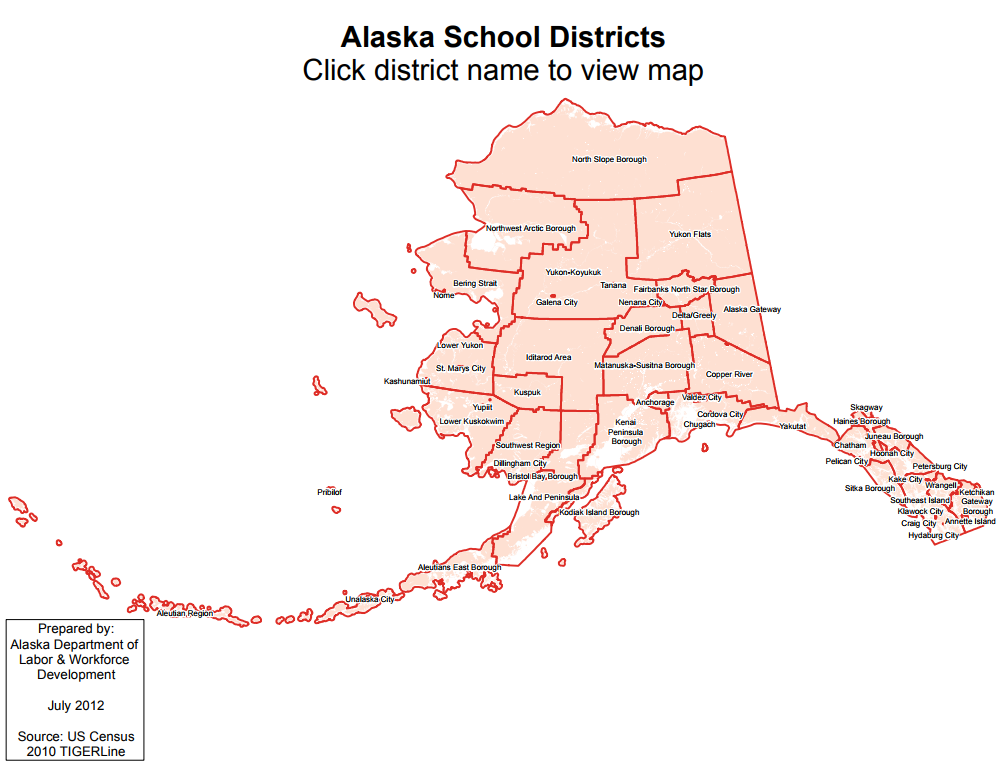 Alaska School Districts
Click district name to view map
North Slope Borough
Northwest Arctic Borough
Yukon Flats
Yukon-Koyukuk
Bering Strait
Tanana
Fairbanks North Star Borough
Nome
Galena City
Nenana City
Alaska Gateway
Delta/Greely
Denali Borough
Lower Yukon
Iditarod Area
St. Marys City
Matanuska-Susitna Borough
Copper River
Kashunamiut
Kuspuk
Valdez City
Anchorage
Yupiit
Cordova City
Skagway
Lower Kuskokwim
Kenai
Peninsula
Borough
Chugach
Yakutat
Haines Borough
Juneau Borough
Southwest Region
Chatham
Hoonah City
Dillingham City
Pelican City
Petersburg City
Bristol Bay Borough
Kake City
Wrangell
Sitka Borough
Pribilof
Lake And Peninsula
Southeast Island
Ketchikan
Gateway
Borough
Kodiak Island Borough
Klawock City
Craig City
Annette Island
Hydaburg City
Aleutians East Borough
Unalaska City
Aleutian Region
Prepared by:
Alaska Department of
Labor & Workforce
Development
July 2012
Source: US Census
2010 TIGERLine